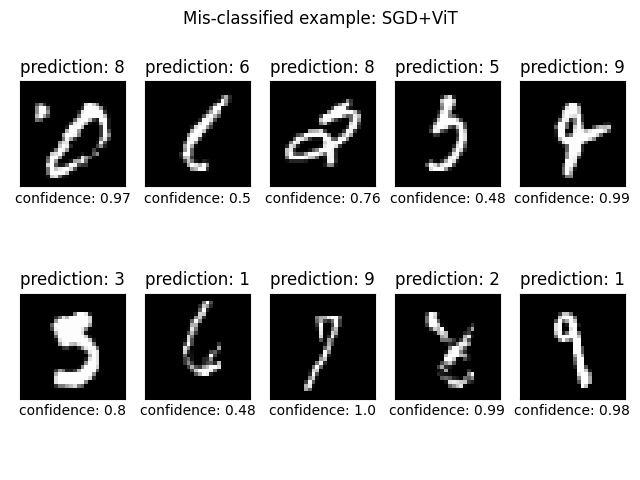 Mis-classified example: SGD+ViT
prediction: 8 prediction: 6 prediction: 8 prediction: 5 prediction: 9
confidence: 0.97 confidence: 0.5 confidence: 0.76 confidence: 0.48 confidence: 0.99
prediction: 3 prediction: 1 prediction: 9 prediction: 2 prediction: 1
confidence: 0.8 confidence: 0.48 confidence: 1.0 confidence: 0.99 confidence: 0.98